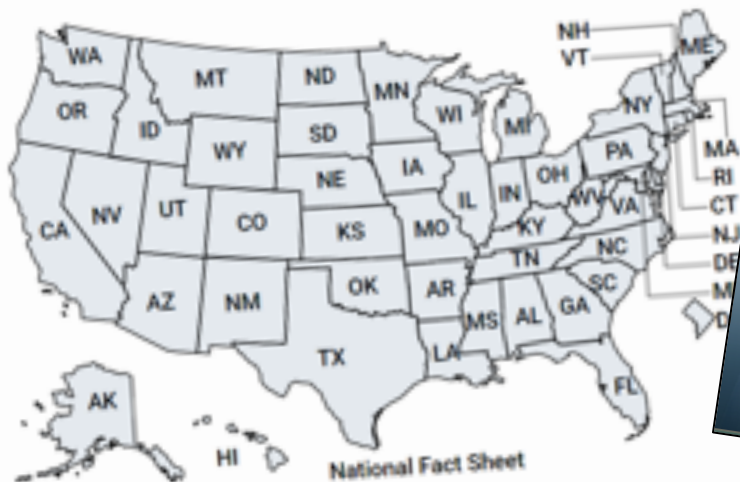 NH
VT
ME
WA
MT
ND
MN
OR
ID
SD
WI
MI
NY
WY
MA
PA
RI
IA
NE
OH
CT
NV
UT
CO
IL
IN
WV
VA
CA
KS
MO
KY
NJ
NC
TN
DE
AZ
NM
OK
AR
SC
M
MS
AL
GA
D
TX
LA
FL
AK
HI
National Fact Sheet